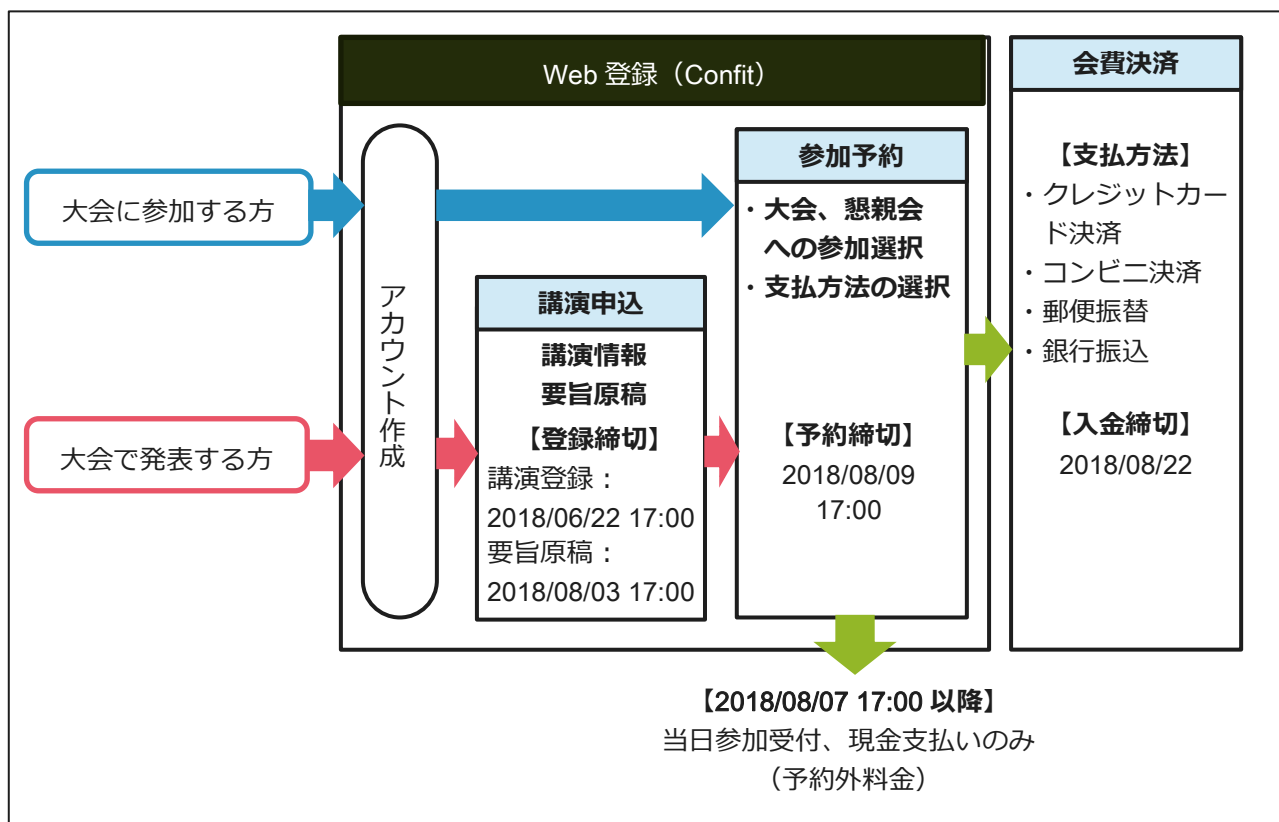 Web 登録（Confit）
会費決済
大会に参加する方
大会で発表する方
アカウント作成
講演申込
講演情報
要旨原稿
【登録締切】
講演登録：
2018/06/22 17:00
要旨原稿：
2018/08/03 17:00
参加予約
・大会、懇親会
への参加選択
・支払方法の選択
【予約締切】
2018/08/09
17:00
【支払方法】
・クレジットカー
ド決済
・コンビニ決済
・郵便振替
・銀行振込
【入金締切】
2018/08/22
【2018/08/07 17:00 以降】
当日参加受付、現金支払いのみ
（予約外料金）